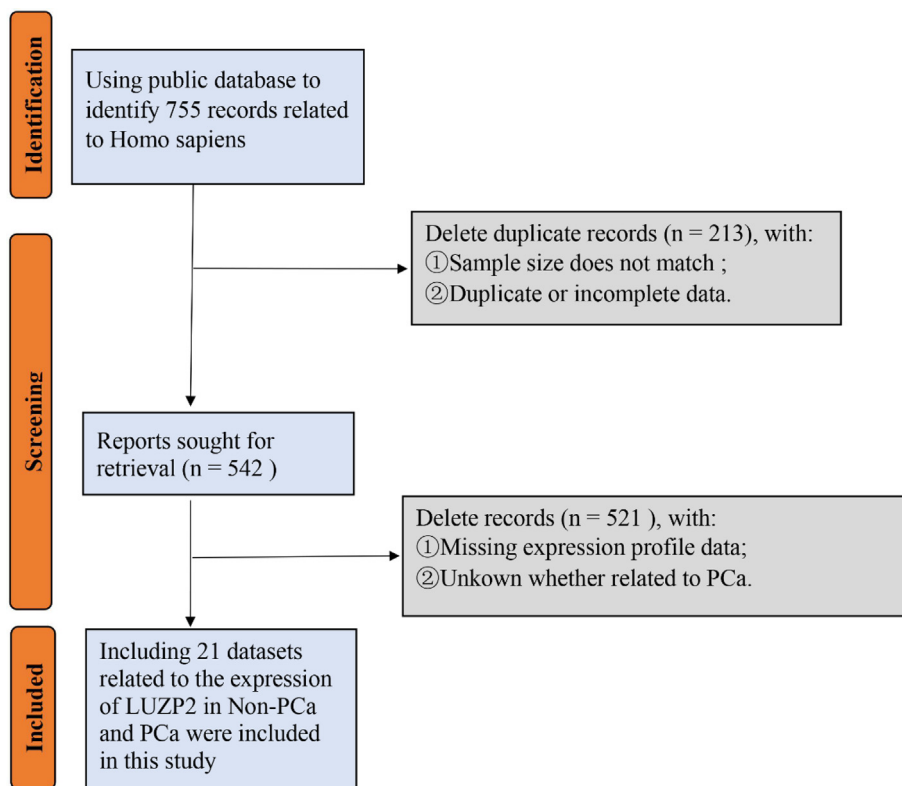 Identification
Using public database to
identify 755 records related
to Homo sapiens
Screening
Delete duplicate records (n = 213), with:
①Sample size does not match ;
②Duplicate or incomplete data.
Reports sought for
retrieval (n = 542 )
Delete records (n = 521 ), with:
①Missing expression profile data;
②Unkown whether related to PCa.
Included
Including 21 datasets
related to the expression
of LUZP2 in Non-PCa
and PCa were included
in this study